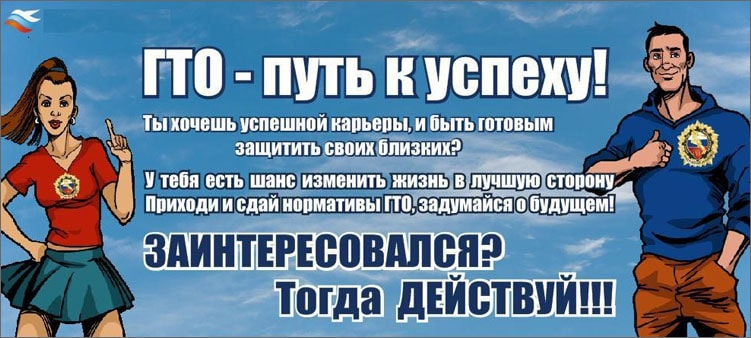 ГТО - путь к успеху!
Ты хочешь успешной карьеры, и быть готовым
защитить своих близких?
У тебя есть шанс изменить жизнь в лучшую сторону
Приходи и сдай нормативы ГТО, задумайся о будущем!
ЗАИНТЕРЕСОВАЛСЯ?
Тогда ДЕЙСТВУЙ!!!